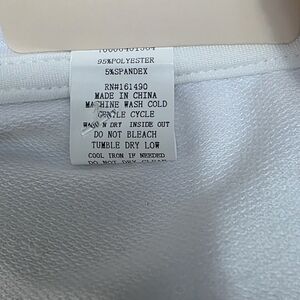 95%POLYESTER
5%SPANDEX
RN#161490
MADE IN CHINA
MACHINE WASH COLD
GENTLE CYCLE
WASH N DRY INSIDE OUT
DO NOT BLEACH
TUMBLE DRY LOW
COOL IRON IF NEEDED
DO NOT DRY CLEAN